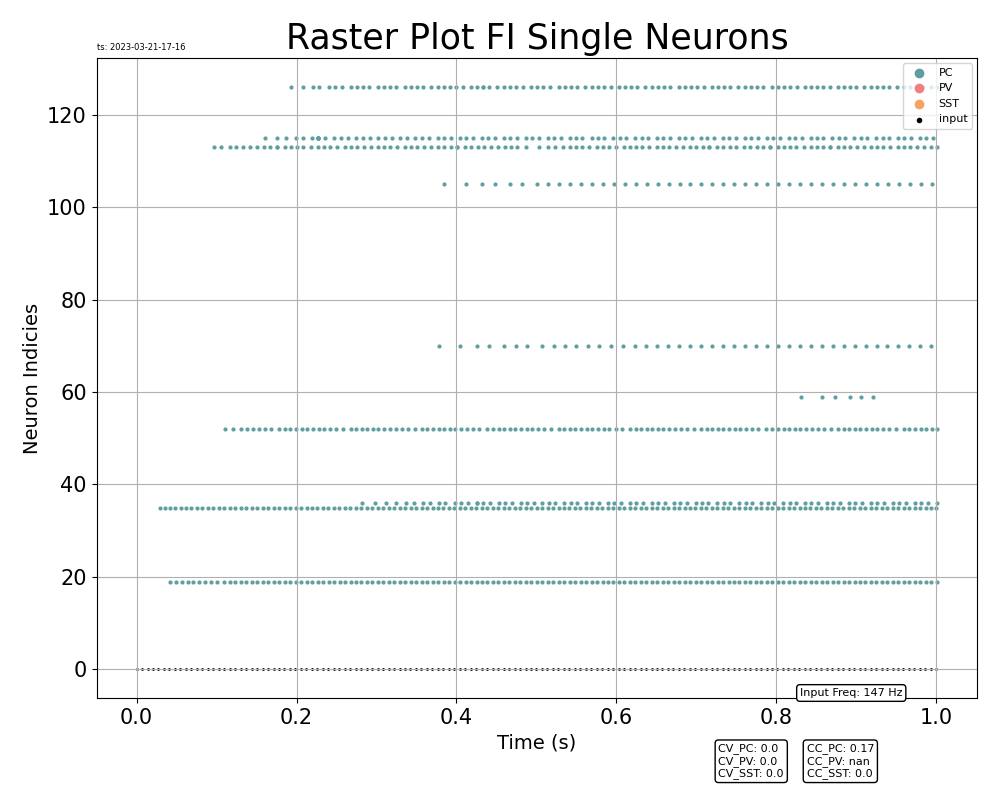 Raster Plot FI Single Neurons
ts: 2023-03-21-17-16
PC
PV
SST
input
120
100
80
60
40
20
0
Neuron Indicies
0.0 0.2 0.4 0.6 0.8 1.0
Time (s)
Input Freq: 147 Hz
CV_PC: 0.0
CV_PV: 0.0
CV_SST: 0.0
CC_PC: 0.17
CC_PV: nan
CC_SST: 0.0